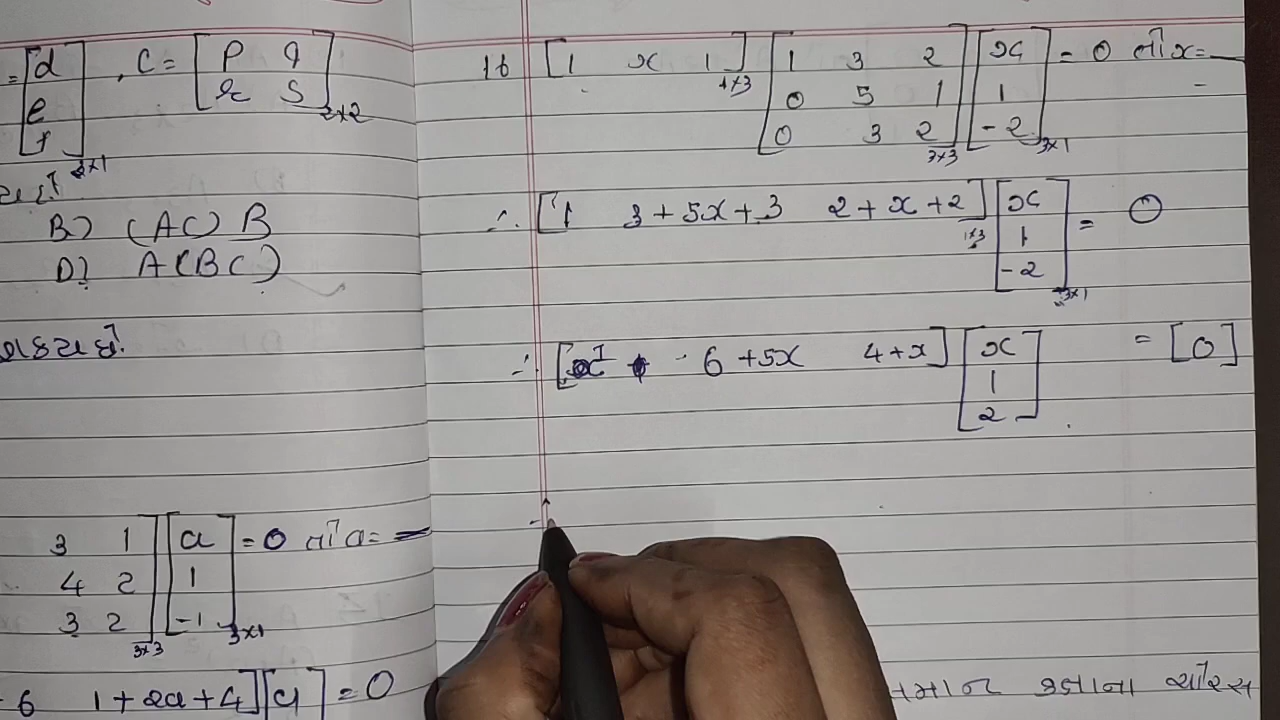 = [d
e
f]3×1 , C = [p q
r s]2×2
B) (AC) B
D) A(BC)
3 1
4 2
3 2]3×3 [a
1
-1]3×1 = 0 તો a = —
6 1+2a+4] [a] = 0
16 [1 x 1]1×3 [1 3 2
0 5 1
0 3 2]3×3 [x
1
-2]3×1 = 0 તો x = —
∴ [1 3+5x+3 2+x+2]1×3 [x
1
-2]3×1 = 0
∴ [1 6+5x 4+x] [x
1
2] = [0]